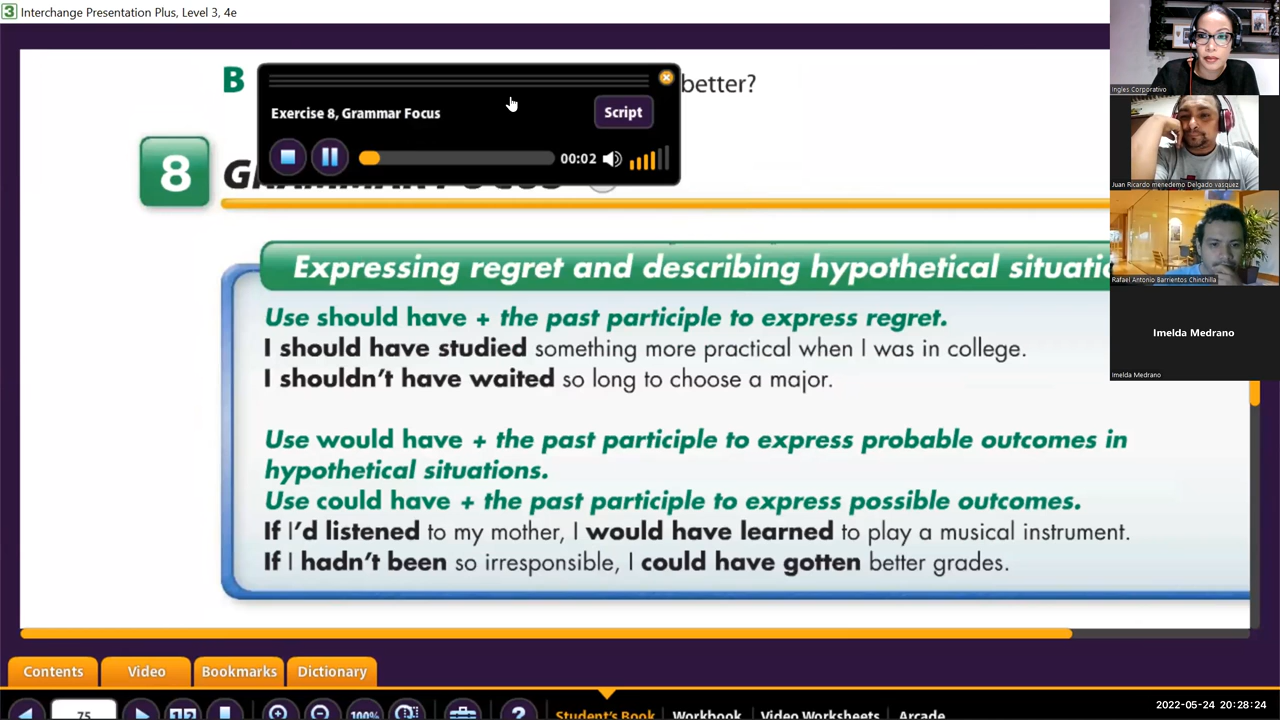 Interchange Presentation Plus, Level 3, 4e
B
better?
Exercise 8, Grammar Focus
Script
00:02
8
Expressing regret and describing hypothetical situatio
Use should have + the past participle to express regret.
I should have studied something more practical when I was in college.
I shouldn't have waited so long to choose a major.
Use would have + the past participle to express probable outcomes in
hypothetical situations.
Use could have + the past participle to express possible outcomes.
If I'd listened to my mother, I would have learned to play a musical instrument.
If I hadn't been so irresponsible, I could have gotten better grades.
Ingles Corporativo
Juan Ricardo menedemo Delgado vasquez
Rafael Antonio Barrientos Chinchilla
Imelda Medrano
Imelda Medrano
Contents
Video
Bookmarks
Dictionary
75
100%
Student's Book
Workbook
Video Worksheets
Arcade
2022-05-24 20:28:24